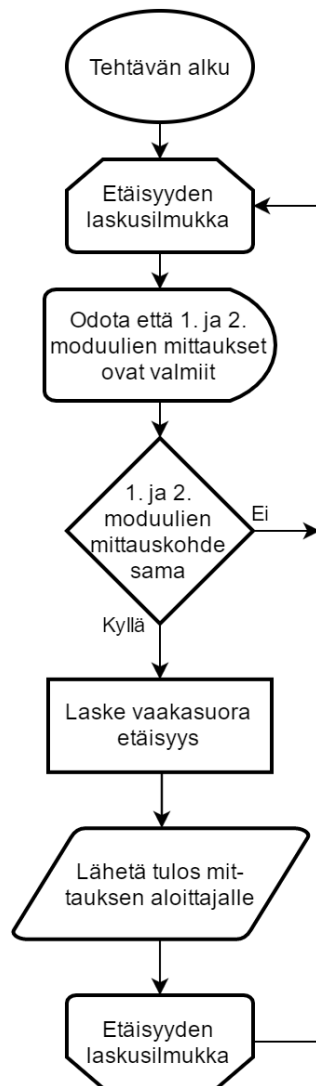 Tehtävän alku
Etäisyyden
laskusilmukka
Odota että 1. ja 2.
moduulien mittaukset
ovat valmiit
1. ja 2.
moduulien
mittauskohde
sama
Ei
Kyllä
Laske vaakasuora
etäisyys
Lähetä tulos mit-
tauksen aloittajalle
Etäisyyden
laskusilmukka